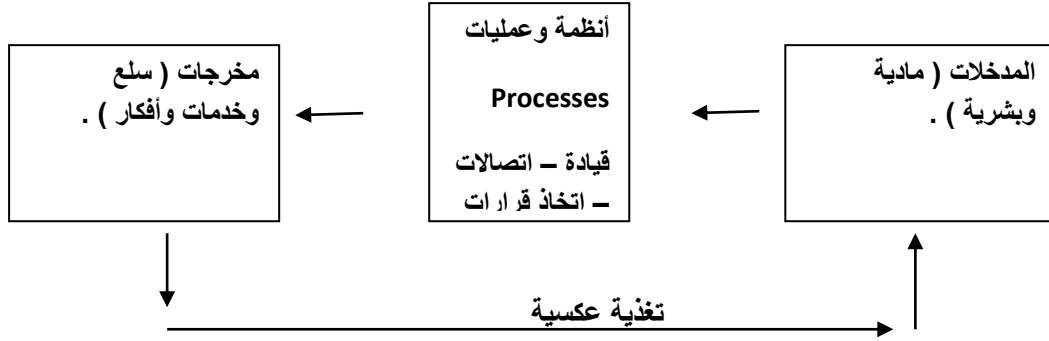 المدخلات ( مادية
وبشرية ) .
أنظمة وعمليات
Processes
قيادة – اتصالات
– اتخاذ قرارات
مخرجات ( سلع
وخدمات وأفكار ) .
تغذية عكسية